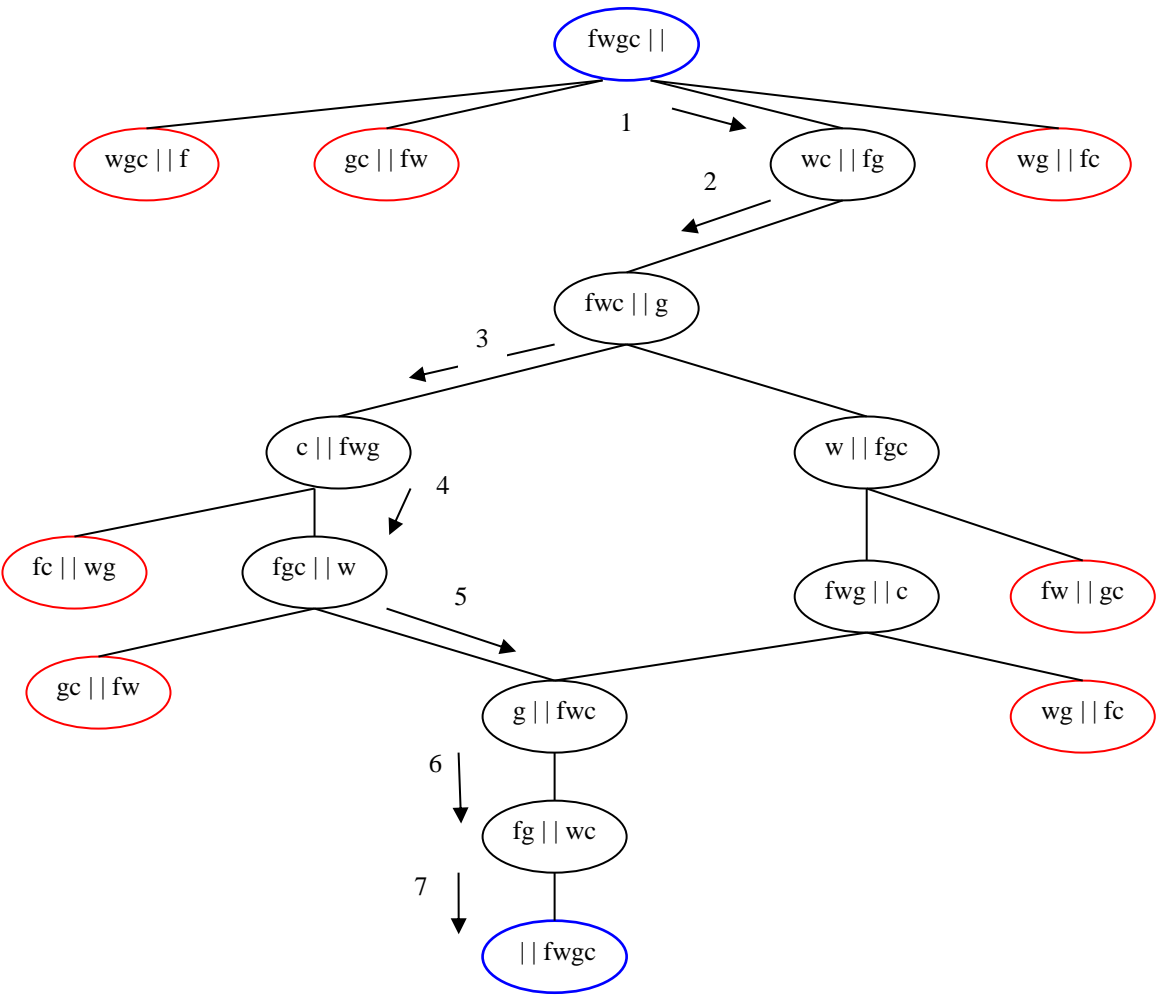 fwgc ||
1
wgc || f
gc || fw
wc || fg
wg || fc
2
fwc || g
3
c || fwg
w || fgc
4
fc || wg
fgc || w
fwg || c
fw || gc
5
gc || fw
g || fwc
wg || fc
6
fg || wc
7
|| fwgc